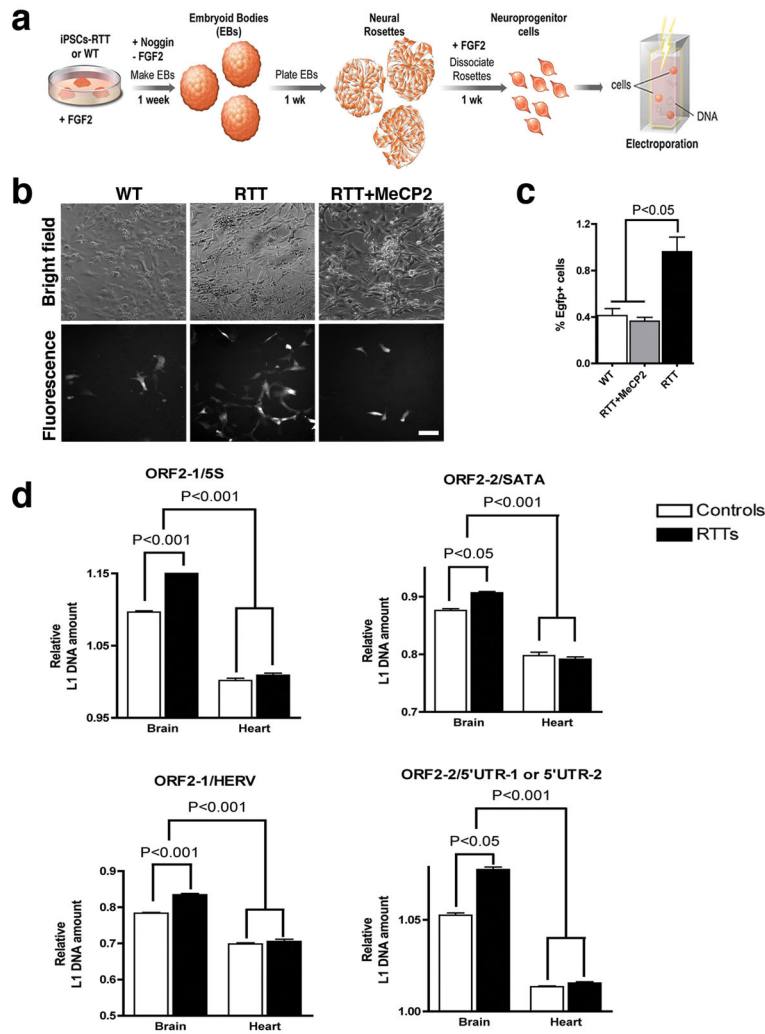 a
iPSCs-RTT
or WT
+ FGF2
+ Noggin
- FGF2
Make EBs
1 week
Embryoid Bodies
(EBs)
Plate EBs
1 wk
Neural
Rosettes
+ FGF2
Dissociate
Rosettes
1 wk
Neuroprogenitor
cells
cells
DNA
Electroporation
b
WT
RTT
RTT+MeCP2
Bright field
Fluorescence
c
P<0.05
% Egfp+ cells
1.2
0.8
0.4
0.0
WT
RTT+MeCP2
RTT
d
ORF2-1/5S
P<0.001
P<0.001
Relative
L1 DNA amount
1.15
1.05
0.95
Brain
Heart
ORF2-2/SATA
P<0.001
P<0.05
Relative
L1 DNA amount
0.9
0.8
0.7
Brain
Heart
Controls
RTTs
ORF2-1/HERV
P<0.001
P<0.001
Relative
L1 DNA amount
0.9
0.8
0.7
0.6
0.5
Brain
Heart
ORF2-2/5'UTR-1 or 5'UTR-2
P<0.001
P<0.05
Relative
L1 DNA amount
1.05
1.00
Brain
Heart